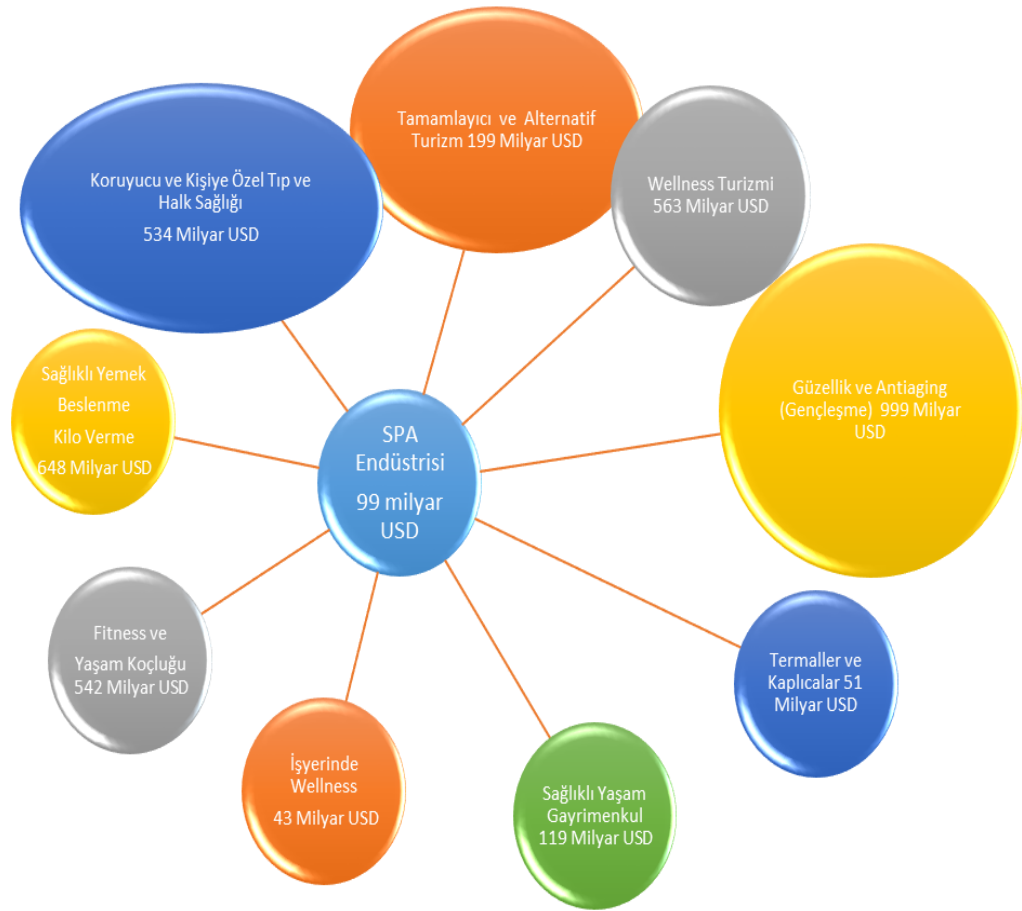 Tamamlayıcı ve Alternatif
Turizm 199 Milyar USD
Koruyucu ve Kişiye Özel Tıp ve
Halk Sağlığı
534 Milyar USD
Wellness Turizmi
563 Milyar USD
Güzellik ve Antiaging
(Gençleşme) 999 Milyar
USD
Sağlıklı Yemek
Beslenme
Kilo Verme
648 Milyar USD
SPA
Endüstrisi
99 milyar
USD
Fitness ve
Yaşam Koçluğu
542 Milyar USD
Termaller ve
Kaplıcalar 51
Milyar USD
İşyerinde
Wellness
43 Milyar USD
Sağlıklı Yaşam
Gayrimenkul
119 Milyar USD